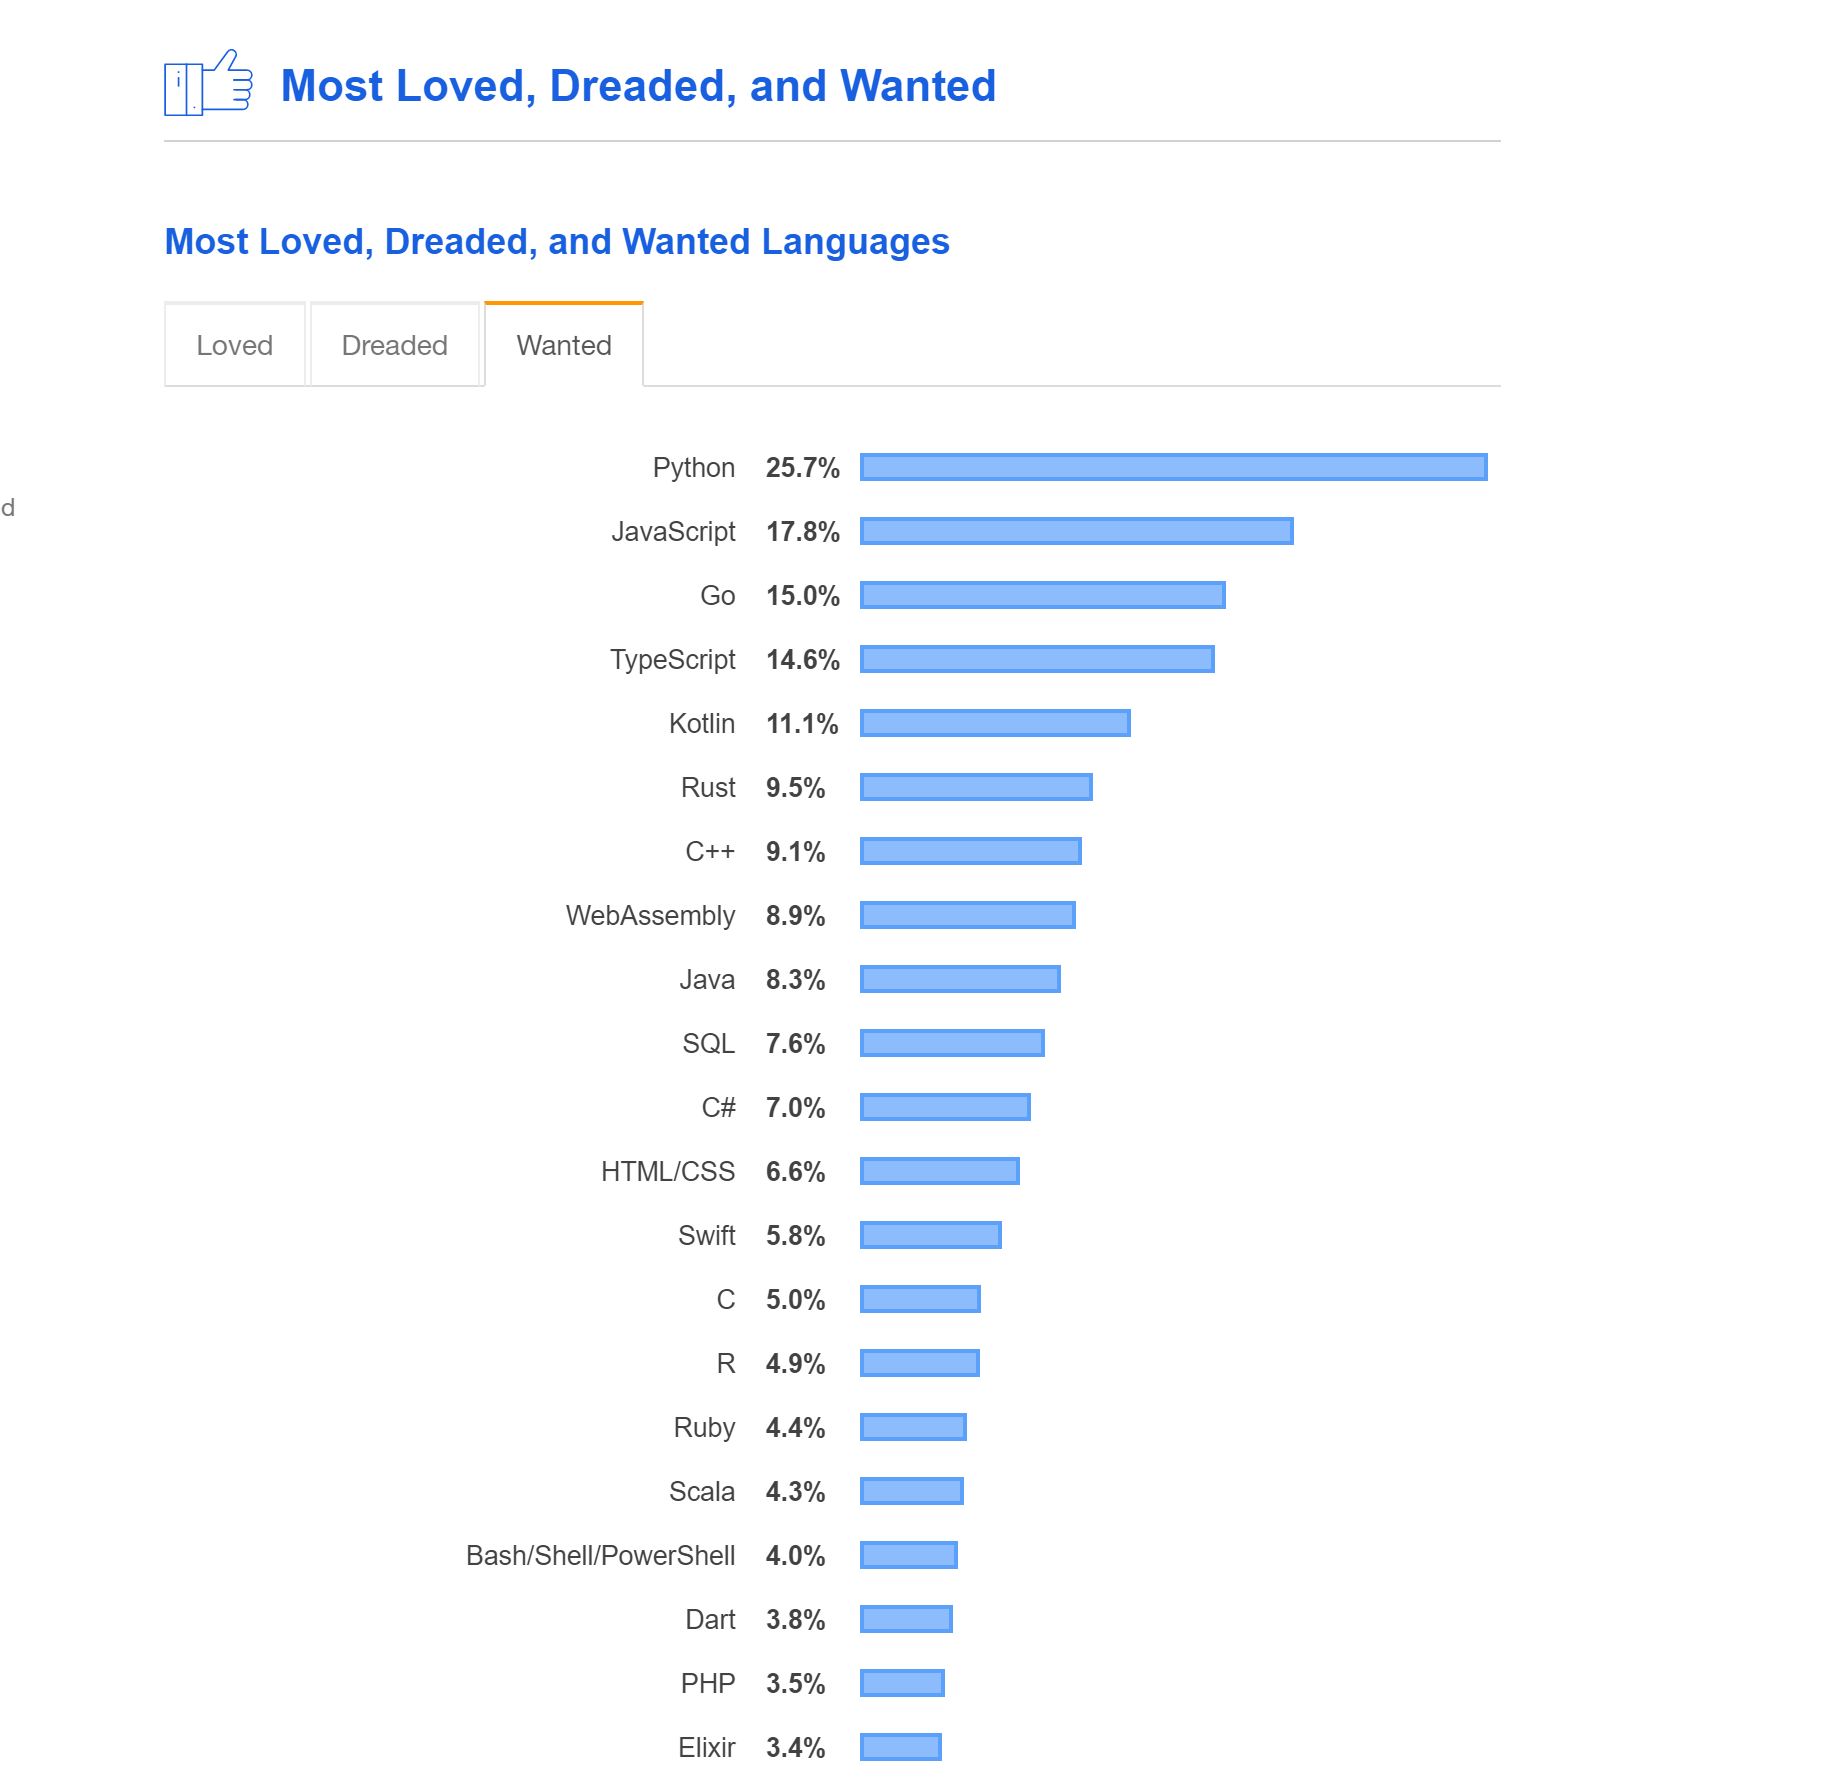 Most Loved, Dreaded, and Wanted
Most Loved, Dreaded, and Wanted Languages
Loved Dreaded Wanted
Python 25.7%
d
JavaScript 17.8%
Go 15.0%
TypeScript 14.6%
Kotlin 11.1%
Rust 9.5%
C++ 9.1%
WebAssembly 8.9%
Java 8.3%
SQL 7.6%
C# 7.0%
HTML/CSS 6.6%
Swift 5.8%
C 5.0%
R 4.9%
Ruby 4.4%
Scala 4.3%
Bash/Shell/PowerShell 4.0%
Dart 3.8%
PHP 3.5%
Elixir 3.4%